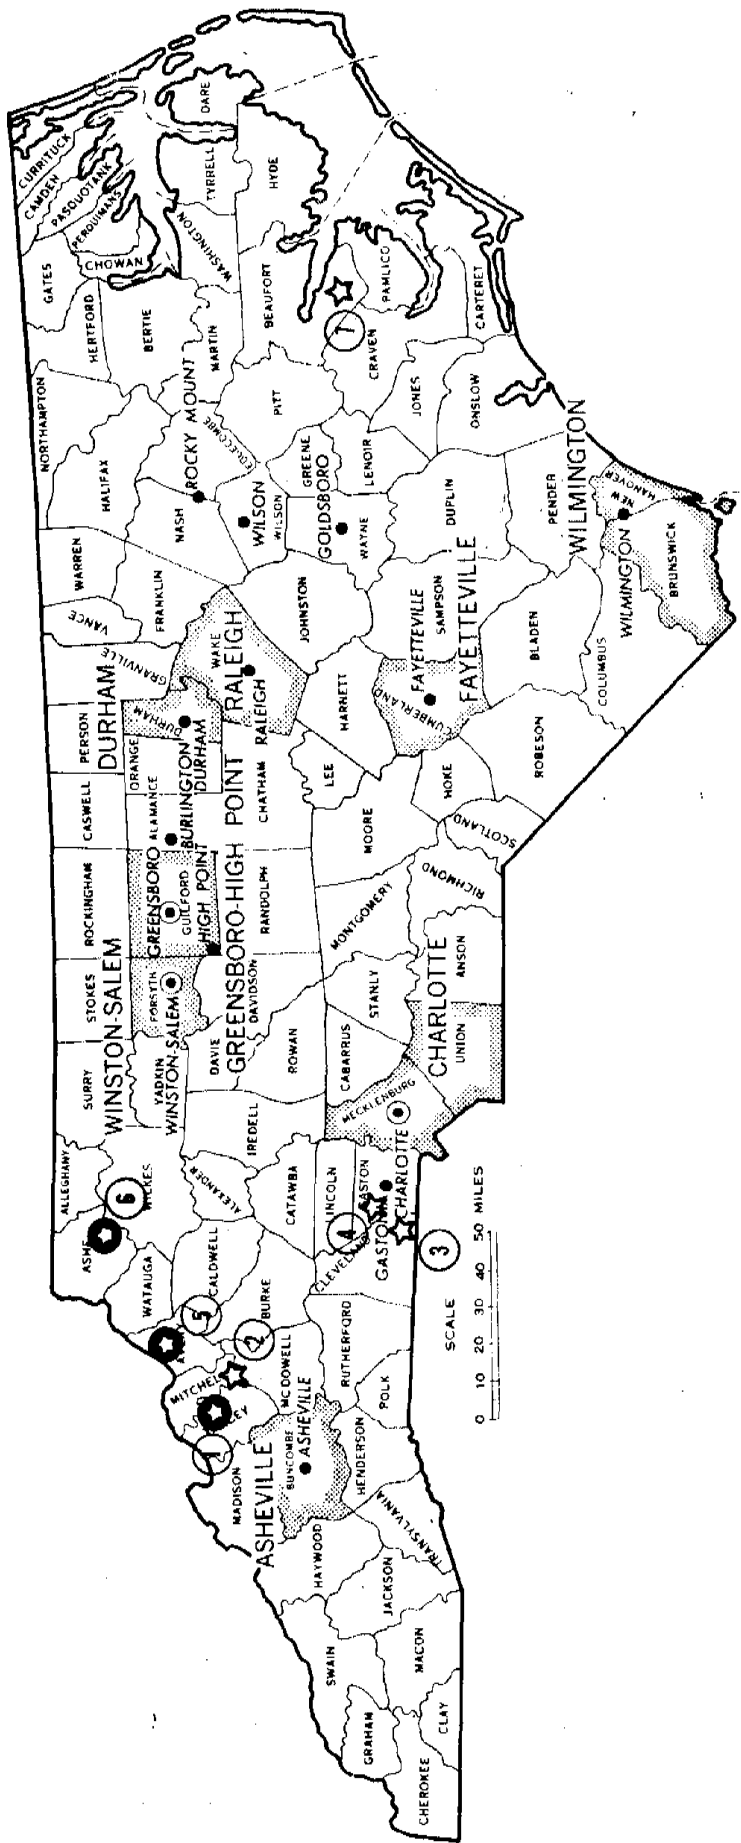 CURRITUCK
CAMDEN
PASQUOTANK
PERQUIMANS
GATES
CHOWAN
HERTFORD
BERTIE
NORTHAMPTON
HALIFAX
WARREN
VANCE
GRANVILLE
PERSON
CASWELL
ROCKINGHAM
STOKES
SURRY
ALLEGHANY
6
WILKES
WATAUGA
DARE
TYRRELL
WASHINGTON
MARTIN
EDGECOMBE
ROCKY MOUNT
NASH
FRANKLIN
DURHAM
DURHAM
DURHAM
ORANGE
ALAMANCE
BURLINGTON
GREENSBORO
GUILFORD
HIGH POINT
WINSTON-SALEM
FORSYTH
WINSTON-SALEM
YADKIN
DAVIE
DAVIDSON
GREENSBORO-HIGH POINT
RALEIGH
WAKE
RALEIGH
CHATHAM
RANDOLPH
ROWAN
IREDELL
ALEXANDER
CALDWELL
5
CATAWBA
BURKE
2
MITCHEL
1
MADISON
MCDOWELL
ASHEVILLE
BUNCOMBE
ASHEVILLE
HAYWOOD
HYDE
BEAUFORT
PITT
GREENE
WILSON
WILSON
GOLDSBORO
WAYNE
LENOIR
JOHNSTON
HARNETT
LEE
MOORE
MONTGOMERY
STANLY
CABARRUS
MECKLENBURG
LINCOLN
GASTON
CHARLOTTE
GASTONIA
4
CLEVELAND
RUTHERFORD
POLK
HENDERSON
TRANSYLVANIA
JACKSON
SWAIN
MACON
GRAHAM
CLAY
CHEROKEE
PAMLICO
7
CRAVEN
CARTERET
JONES
ONSLOW
DUPLIN
SAMPSON
FAYETTEVILLE
FAYETTEVILLE
CUMBERLAND
HOKE
SCOTLAND
RICHMOND
ANSON
UNION
CHARLOTTE
PENDER
WILMINGTON
NEW HANOVER
WILMINGTON
BRUNSWICK
COLUMBUS
BLADEN
ROBESON
3
SCALE
0 10 20 30 40 50 MILES